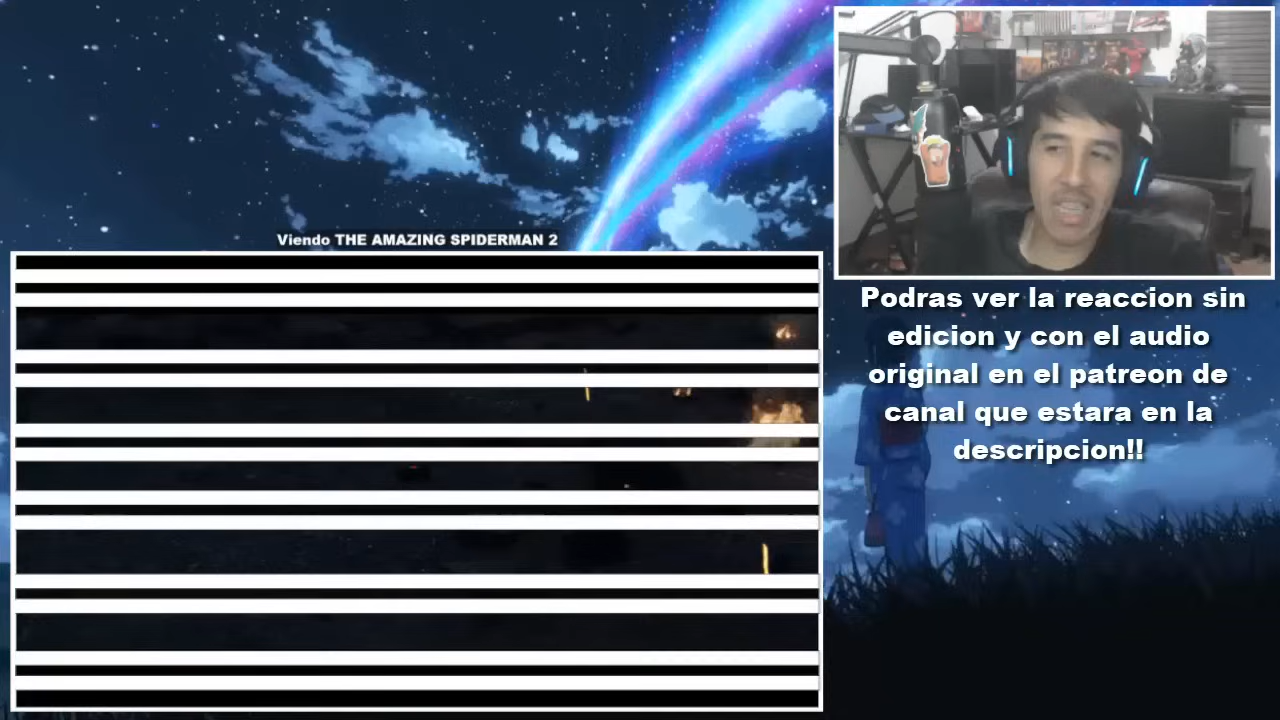 Viendo THE AMAZING SPIDERMAN 2
Podras ver la reaccion sin
edicion y con el audio
original en el patreon de
canal que estara en la
descripcion!!